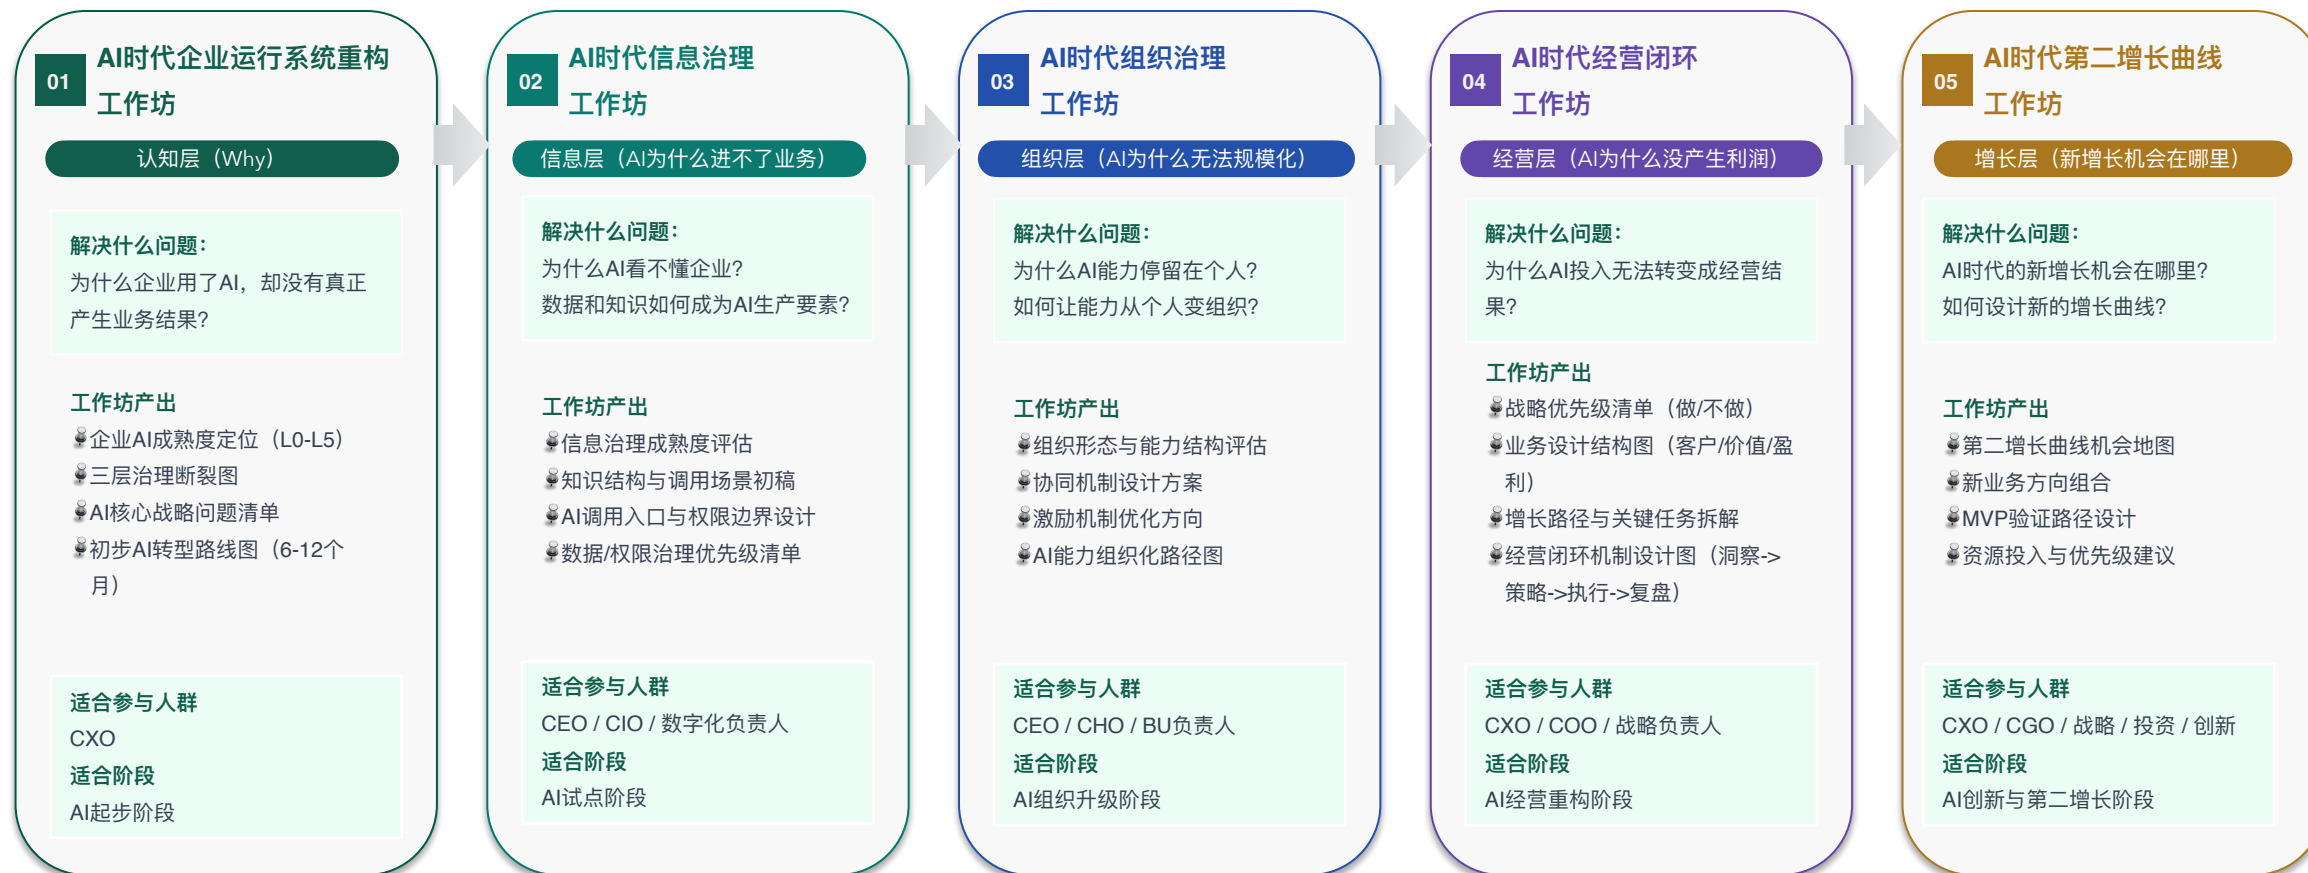 01
AI时代企业运行系统重构
工作坊
认知层（Why）
解决什么问题：
为什么企业用了AI，却没有真正
产生业务结果？
工作坊产出
企业AI成熟度定位（L0-L5）
三层治理断裂图
AI核心战略问题清单
初步AI转型路线图（6-12个
月）
适合参与人群
CXO
适合阶段
AI起步阶段
02
AI时代信息治理
工作坊
信息层（AI为什么进不了业务）
解决什么问题：
为什么AI看不懂企业？
数据和知识如何成为AI生产要素？
工作坊产出
信息治理成熟度评估
知识结构与调用场景初稿
AI调用入口与权限边界设计
数据/权限治理优先级清单
适合参与人群
CEO / CIO / 数字化负责人
适合阶段
AI试点阶段
03
AI时代组织治理
工作坊
组织层（AI为什么无法规模化）
解决什么问题：
为什么AI能力停留在个人？
如何让能力从个人变组织？
工作坊产出
组织形态与能力结构评估
协同机制设计方案
激励机制优化方向
AI能力组织化路径图
适合参与人群
CEO / CHO / BU负责人
适合阶段
AI组织升级阶段
04
AI时代经营闭环
工作坊
经营层（AI为什么没产生利润）
解决什么问题：
为什么AI投入无法转变成经营结
果？
工作坊产出
战略优先级清单（做/不做）
业务设计结构图（客户/价值/盈
利）
增长路径与关键任务拆解
经营闭环机制设计图（洞察->
策略->执行->复盘）
适合参与人群
CXO / COO / 战略负责人
适合阶段
AI经营重构阶段
05
AI时代第二增长曲线
工作坊
增长层（新增长机会在哪里）
解决什么问题：
AI时代的新增长机会在哪里？
如何设计新的增长曲线？
工作坊产出
第二增长曲线机会地图
新业务方向组合
MVP验证路径设计
资源投入与优先级建议
适合参与人群
CXO / CGO / 战略 / 投资 / 创新
适合阶段
AI创新与第二增长阶段